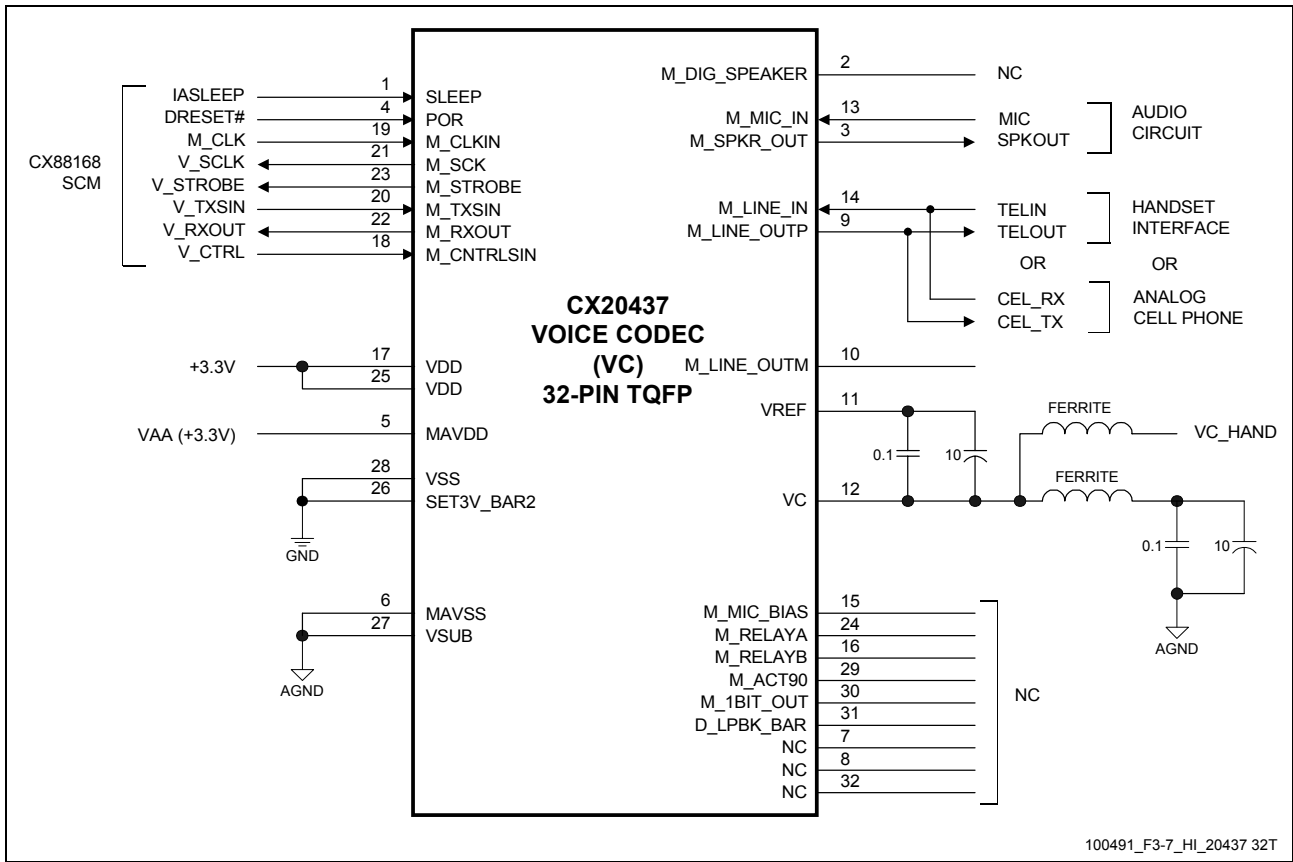 CX88168
SCM
IASLEEP
DRESET#
M_CLK
V_SCLK
V_STROBE
V_TXSIN
V_RXOUT
V_CTRL
1
4
19
21
23
20
22
18
SLEEP
POR
M_CLKIN
M_SCK
M_STROBE
M_TXSIN
M_RXOUT
M_CNTRLSIN
+3.3V
17
25
VDD
VDD
VAA (+3.3V)
5
MAVDD
28
26
VSS
SET3V_BAR2
GND
6
27
MAVSS
VSUB
AGND
CX20437
VOICE CODEC
(VC)
32-PIN TQFP
M_DIG_SPEAKER
2
NC
M_MIC_IN
M_SPKR_OUT
13
3
MIC
SPKOUT
AUDIO
CIRCUIT
M_LINE_IN
M_LINE_OUTP
14
9
TELIN
TELOUT
HANDSET
INTERFACE
OR
OR
CEL_RX
CEL_TX
ANALOG
CELL PHONE
M_LINE_OUTM
10
VREF
11
0.1
10
FERRITE
VC_HAND
VC
12
FERRITE
0.1
10
AGND
M_MIC_BIAS
M_RELAYA
M_RELAYB
M_ACT90
M_1BIT_OUT
D_LPBK_BAR
NC
NC
NC
15
24
16
29
30
31
7
8
32
NC
100491_F3-7_HI_20437 32T